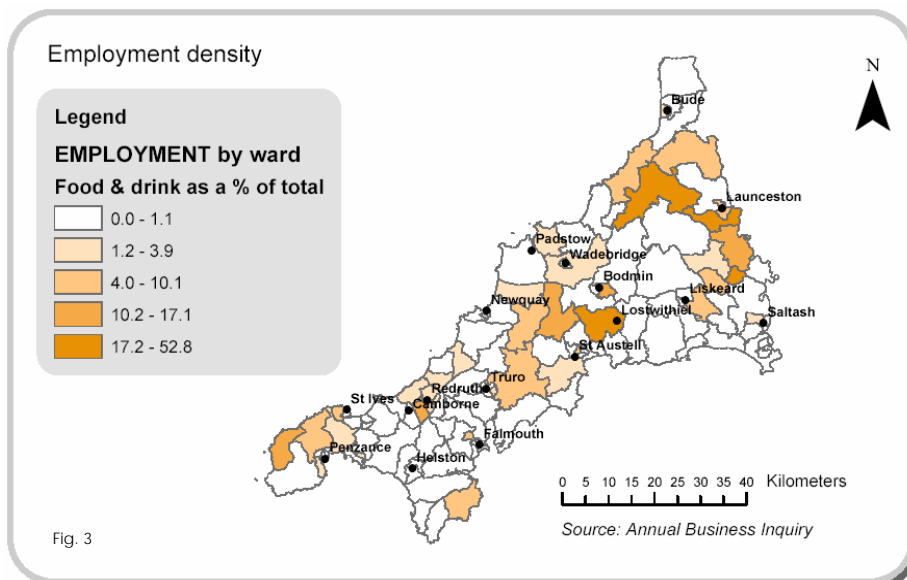 Employment density
Legend
EMPLOYMENT by ward
Food & drink as a % of total
0.0 - 1.1
1.2 - 3.9
4.0 - 10.1
10.2 - 17.1
17.2 - 52.8
N
Bude
Launceston
Padstow
Wadebridge
Bodmin
Liskeard
Newquay
Lostwithiel
Saltash
St Austell
Truro
Redruth
St Ives
Camborne
Falmouth
Penzance
Helston
0 5 10 15 20 25 30 35 40 Kilometers
Source: Annual Business Inquiry
Fig. 3